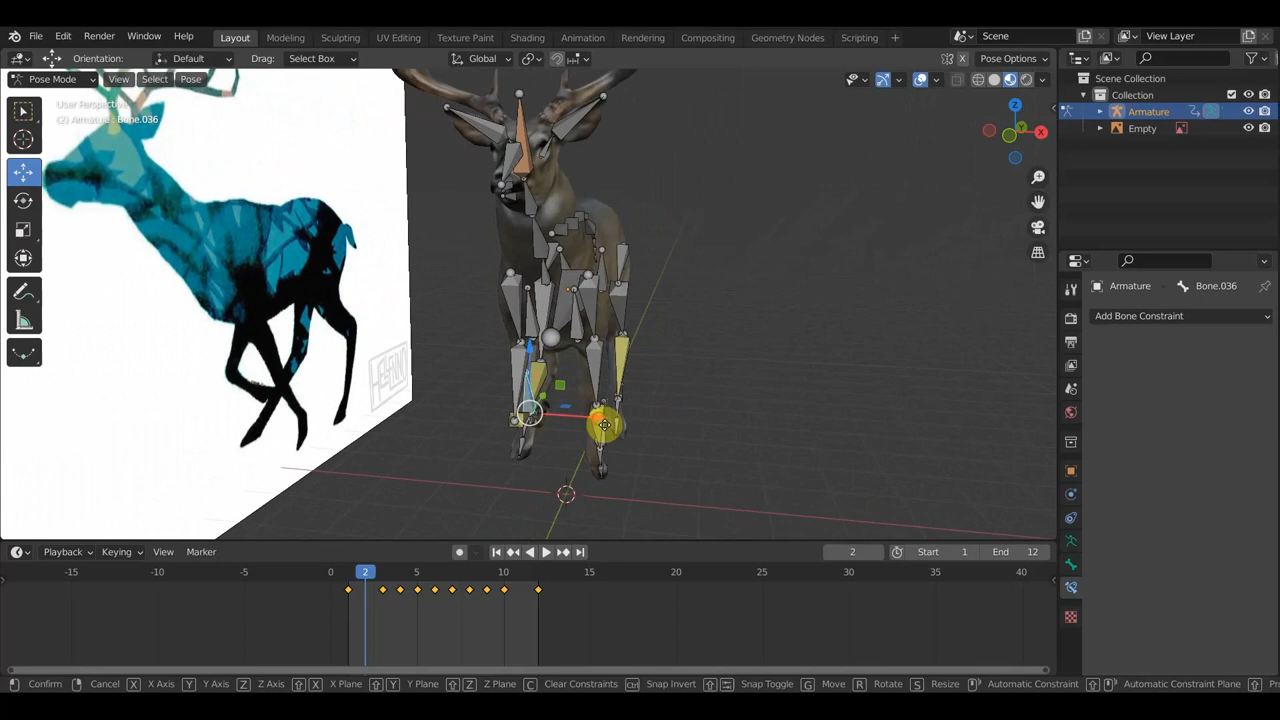 File Edit Render Window Help Layout Modeling Sculpting UV Editing Texture Paint Shading Animation Rendering Compositing Geometry Nodes Scripting + Scene View Layer
Orientation: Default Drag: Select Box Global Pose Options
Pose Mode View Select Pose
User Perspective
(2) Armature : Bone.036
Z
X
Y
Scene Collection
Collection
Armature
Empty
Armature Bone.036
Add Bone Constraint
Playback Keying View Marker 2 Start 1 End 12
-15 -10 -5 0 2 5 10 15 20 25 30 35 40
Confirm Cancel X X Axis Y Y Axis Z Z Axis X X Plane Y Y Plane Z Z Plane C Clear Constraints Ctrl Snap Invert Snap Toggle G Move R Rotate S Resize Automatic Constraint Automatic Constraint Plane